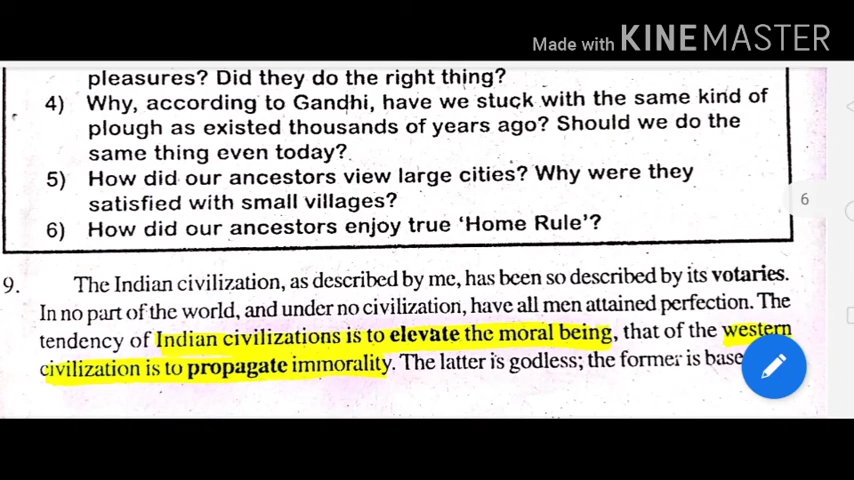 Made with KINEMASTER
pleasures? Did they do the right thing?
4) Why, according to Gandhi, have we stuck with the same kind of
plough as existed thousands of years ago? Should we do the
same thing even today?
5) How did our ancestors view large cities? Why were they
satisfied with small villages?
6
6) How did our ancestors enjoy true ‘Home Rule’?
9. The Indian civilization, as described by me, has been so described by its votaries.
In no part of the world, and under no civilization, have all men attained perfection. The
tendency of Indian civilizations is to elevate the moral being, that of the western
civilization is to propagate immorality. The latter is godless; the former is base